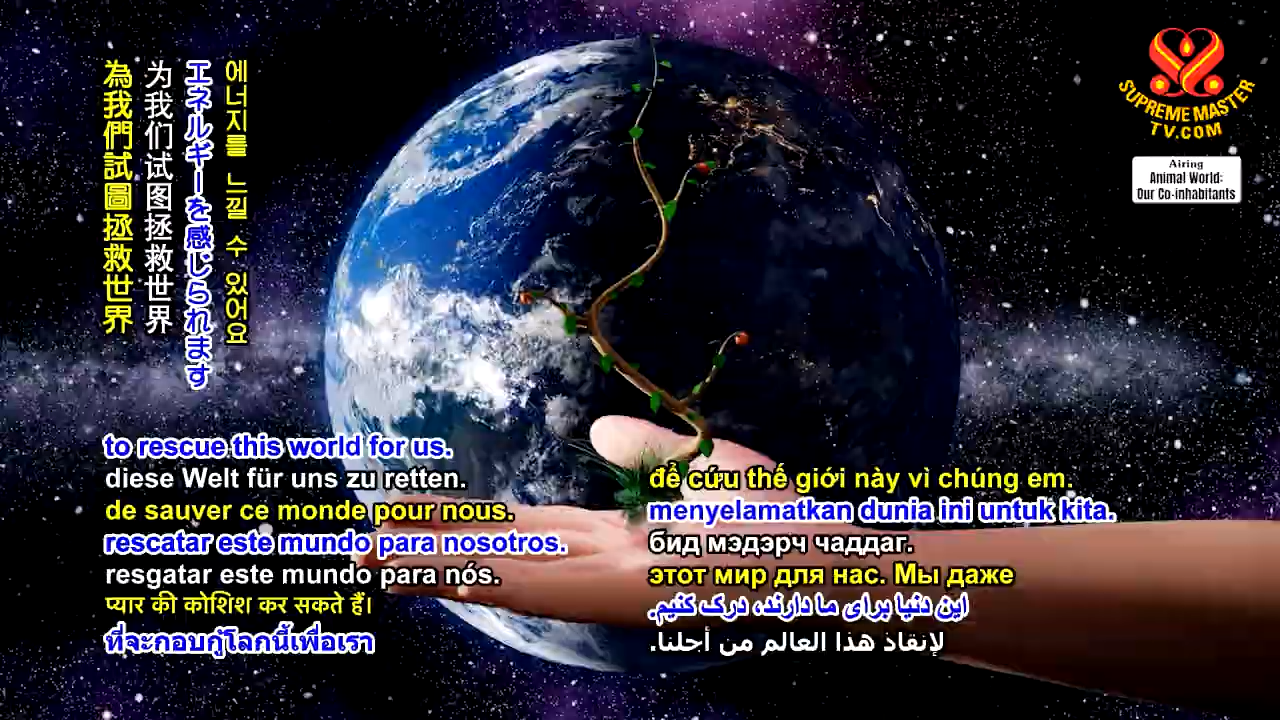 為我們試圖拯救世界
为我们试图拯救世界
エネルギーを感じられます
에너지를 느낄 수 있어요
SUPREME MASTER
TV.COM
Airing
Animal World:
Our Co-inhabitants
to rescue this world for us.
diese Welt für uns zu retten.
de sauver ce monde pour nous.
rescatar este mundo para nosotros.
resgatar este mundo para nós.
प्यार की कोशिश कर सकते हैं।
ที่จะกอบกู้โลกนี้เพื่อเรา
để cứu thế giới này vì chúng em.
menyelamatkan dunia ini untuk kita.
бид мэдэрч чаддаг.
этот мир для нас. Мы даже
این دنیا برای ما دارند، درک کنیم.
لإنقاذ هذا العالم من أجلنا.